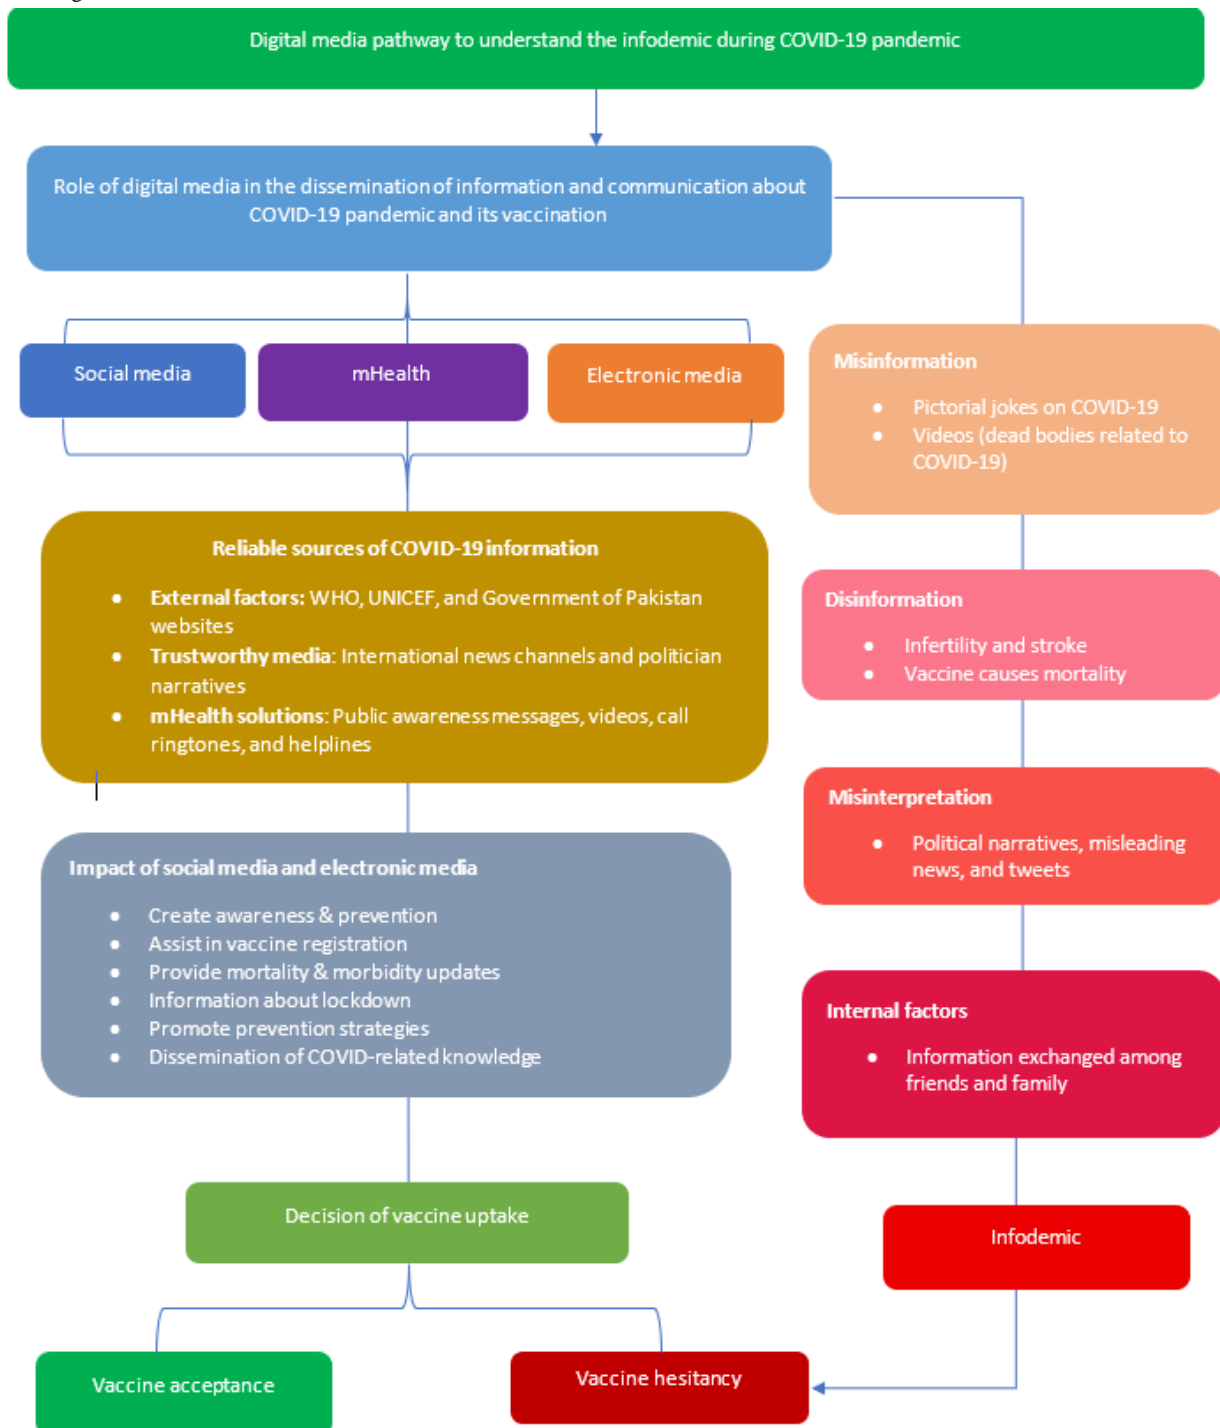 Digital media pathway to understand the infodemic during COVID-19 pandemic
Role of digital media in the dissemination of information and communication about
COVID-19 pandemic and its vaccination
Social media
mHealth
Electronic media
Reliable sources of COVID-19 information
● External factors: WHO, UNICEF, and Government of Pakistan
websites
● Trustworthy media: International news channels and politician
narratives
● mHealth solutions: Public awareness messages, videos, call
ringtones, and helplines
Impact of social media and electronic media
● Create awareness & prevention
● Assist in vaccine registration
● Provide mortality & morbidity updates
● Information about lockdown
● Promote prevention strategies
● Dissemination of COVID-related knowledge
Decision of vaccine uptake
Vaccine acceptance
Vaccine hesitancy
Misinformation
● Pictorial jokes on COVID-19
● Videos (dead bodies related to
COVID-19)
Disinformation
● Infertility and stroke
● Vaccine causes mortality
Misinterpretation
● Political narratives, misleading
news, and tweets
Internal factors
● Information exchanged among
friends and family
Infodemic